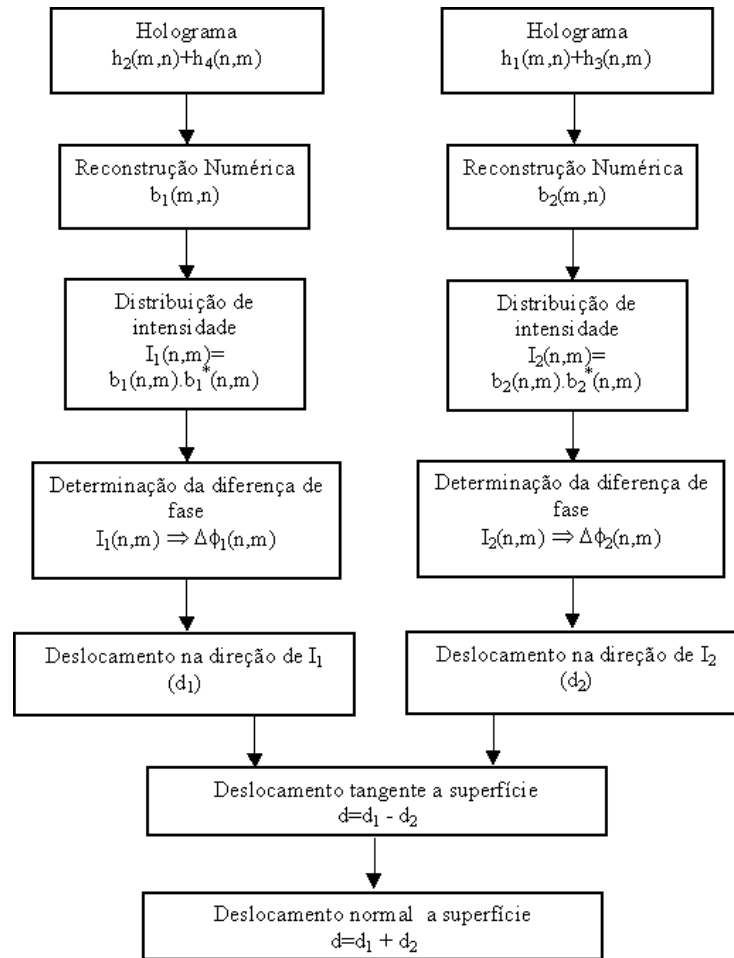 Holograma
h₂(m,n)+h₄(n,m)
Reconstrução Numérica
b₁(m,n)
Distribuição de
intensidade
I₁(n,m)=
b₁(n,m).b₁*(n,m)
Determinação da diferença de
fase
I₁(n,m) ⇒ Δϕ₁(n,m)
Deslocamento na direção de I₁
(d₁)
Holograma
h₁(m,n)+h₃(n,m)
Reconstrução Numérica
b₂(m,n)
Distribuição de
intensidade
I₂(n,m)=
b₂(n,m).b₂*(n,m)
Determinação da diferença de
fase
I₂(n,m) ⇒ Δϕ₂(n,m)
Deslocamento na direção de I₂
(d₂)
Deslocamento tangente a superfície
d=d₁ - d₂
Deslocamento normal a superfície
d=d₁ + d₂